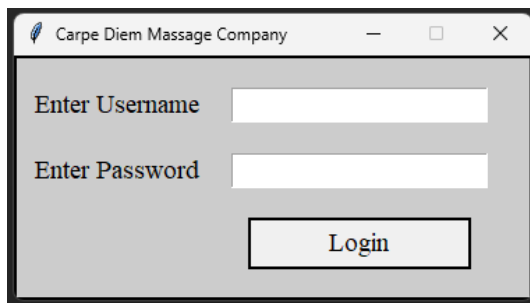 Carpe Diem Massage Company
Enter Username
Enter Password
Login